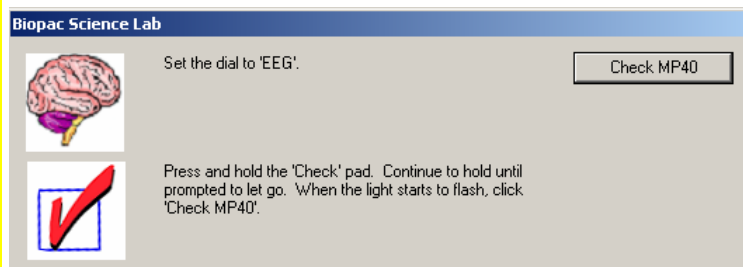 Biopac Science Lab
Set the dial to 'EEG'.
Check MP40
Press and hold the 'Check' pad. Continue to hold until
prompted to let go. When the light starts to flash, click
'Check MP40'.